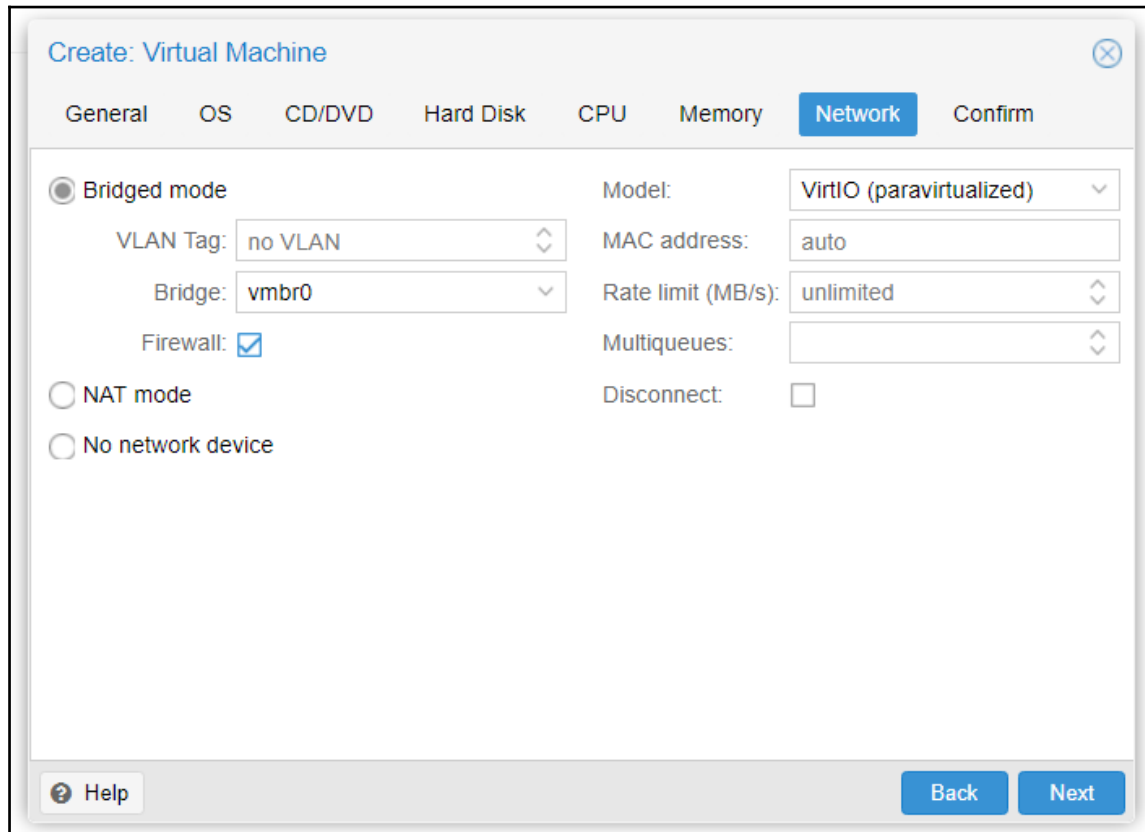 Create: Virtual Machine
General OS CD/DVD Hard Disk CPU Memory Network Confirm
Bridged mode Model: VirtIO (paravirtualized)
VLAN Tag: no VLAN MAC address: auto
Bridge: vmbr0 Rate limit (MB/s): unlimited
Firewall: Multiqueues:
NAT mode Disconnect:
No network device
Help Back Next